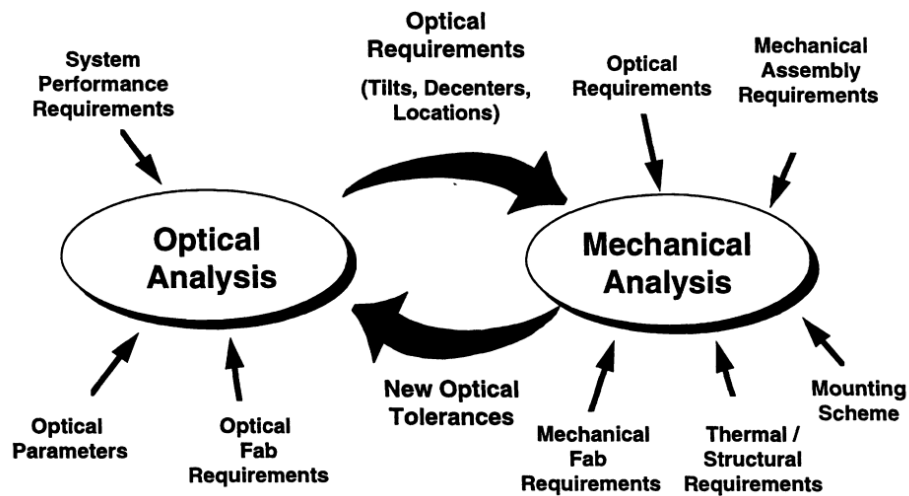 System
Performance
Requirements
Optical
Requirements
(Tilts, Decenters,
Locations)
Optical
Requirements
Mechanical
Assembly
Requirements
Optical
Analysis
Mechanical
Analysis
Optical
Parameters
Optical
Fab
Requirements
New Optical
Tolerances
Mechanical
Fab
Requirements
Thermal /
Structural
Requirements
Mounting
Scheme